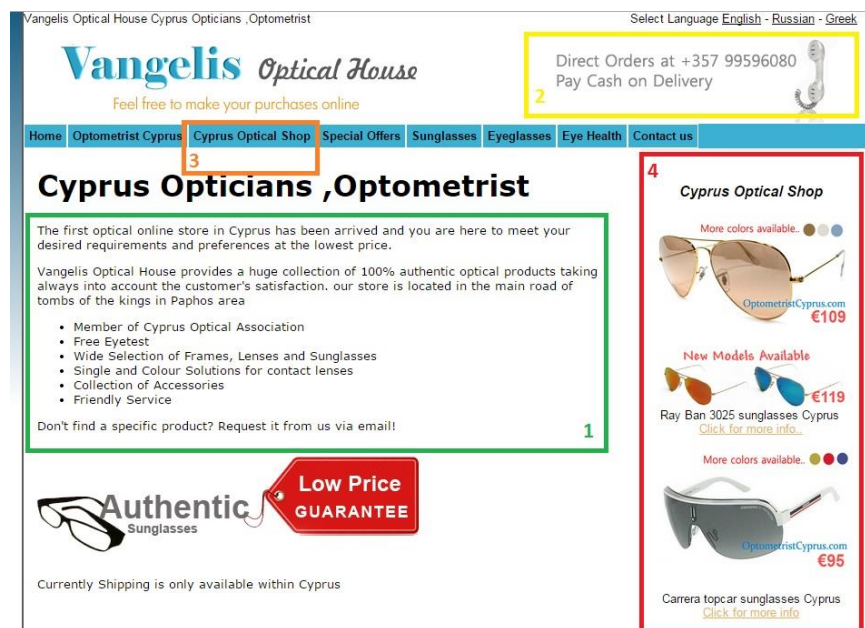 Vangelis Optical House Cyprus Opticians ,Optometrist
Select Language English - Russian - Greek
Vangelis Optical House
Feel free to make your purchases online
Direct Orders at +357 99596080
Pay Cash on Delivery
2
Home Optometrist Cyprus Cyprus Optical Shop Special Offers Sunglasses Eyeglasses Eye Health Contact us
3
Cyprus Opticians ,Optometrist
The first optical online store in Cyprus has been arrived and you are here to meet your
desired requirements and preferences at the lowest price.
Vangelis Optical House provides a huge collection of 100% authentic optical products taking
always into account the customer's satisfaction. our store is located in the main road of
tombs of the kings in Paphos area
• Member of Cyprus Optical Association
• Free Eyetest
• Wide Selection of Frames, Lenses and Sunglasses
• Single and Colour Solutions for contact lenses
• Collection of Accessories
• Friendly Service
Don't find a specific product? Request it from us via email!
1
Authentic
Sunglasses
Low Price
GUARANTEE
Currently Shipping is only available within Cyprus
4
Cyprus Optical Shop
More colors available..
OptometristCyprus.com
€109
New Models Available
€119
Ray Ban 3025 sunglasses Cyprus
Click for more info..
More colors available..
OptometristCyprus.com
€95
Carrera topcar sunglasses Cyprus
Click for more info